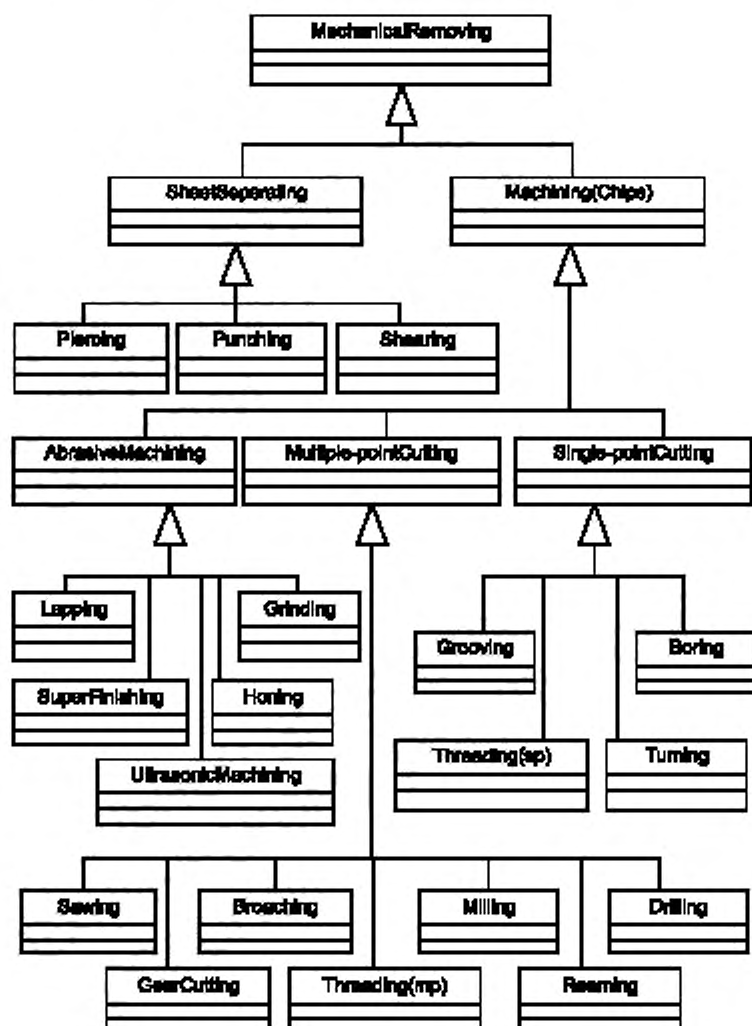 MechanicalRemoving
SheetSeparating
Machining(Chips)
Piercing
Punching
Shearing
AbrasiveMachining
Multiple-pointCutting
Single-pointCutting
Lapping
Grinding
Grooving
Boring
SuperFinishing
Honing
Threading(sp)
Turning
UltrasonicMachining
Sawing
Broaching
Milling
Drilling
GearCutting
Threading(mp)
Reaming